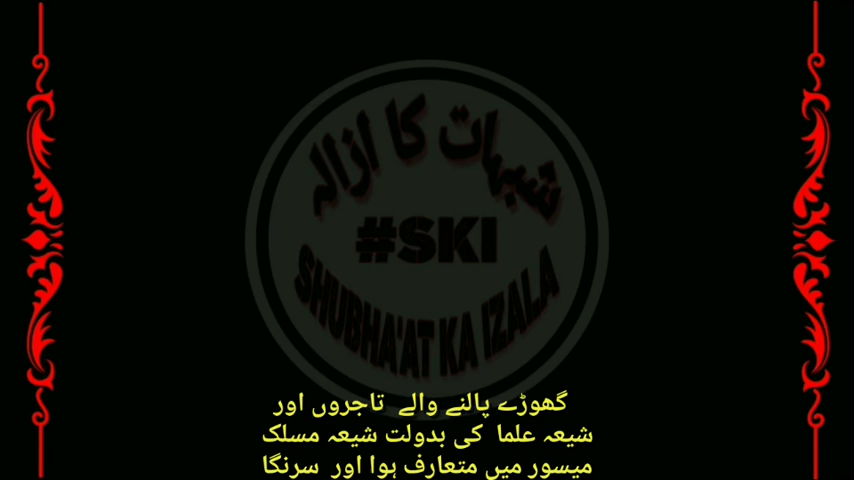 شبہات کا ازالہ
#SKI
SHUBHA'AT KA IZALA
گھوڑے پالنے والے تاجروں اور
شیعہ علما کی بدولت شیعہ مسلک
میسور میں متعارف ہوا اور سرنگا